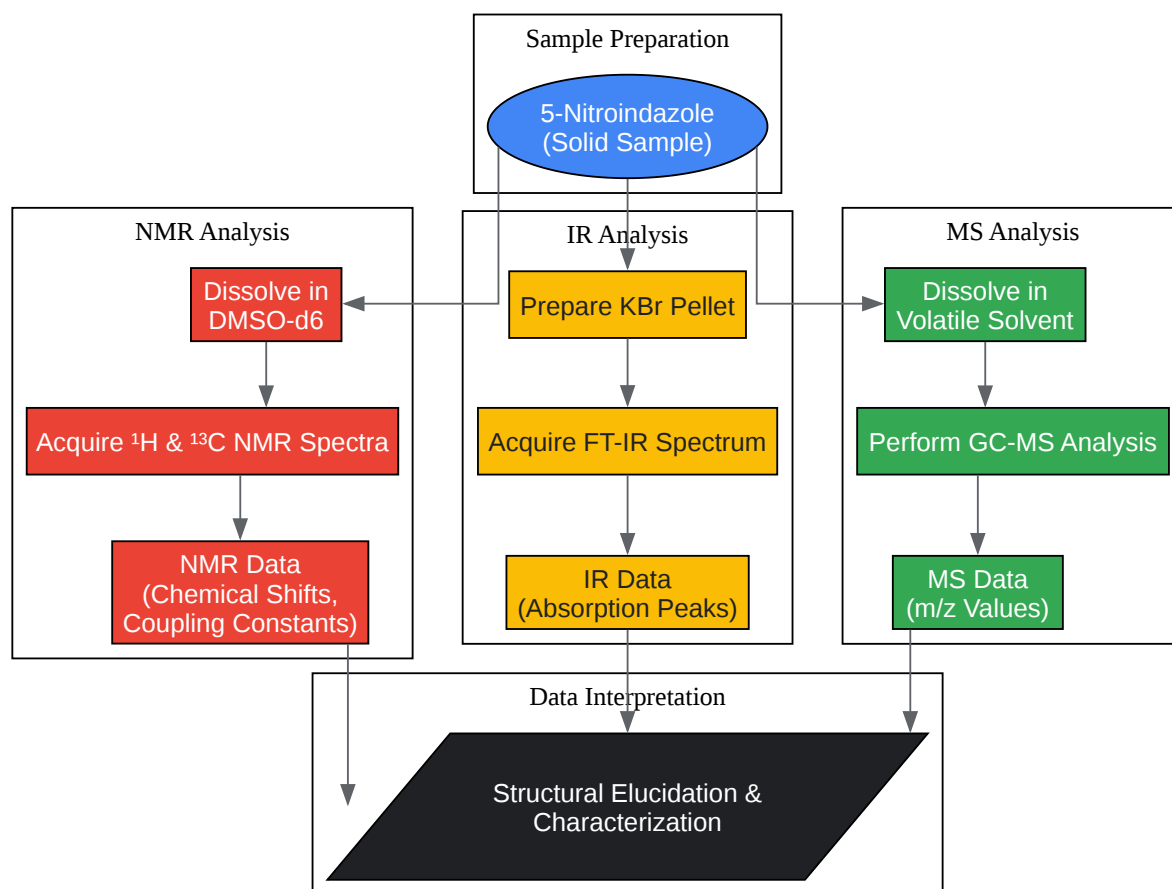 Sample Preparation
5-Nitroindazole
(Solid Sample)
NMR Analysis
Dissolve in
DMSO-d6
Acquire ¹H & ¹³C NMR Spectra
NMR Data
(Chemical Shifts,
Coupling Constants)
IR Analysis
Prepare KBr Pellet
Acquire FT-IR Spectrum
IR Data
(Absorption Peaks)
MS Analysis
Dissolve in
Volatile Solvent
Perform GC-MS Analysis
MS Data
(m/z Values)
Data Interpretation
Structural Elucidation &
Characterization